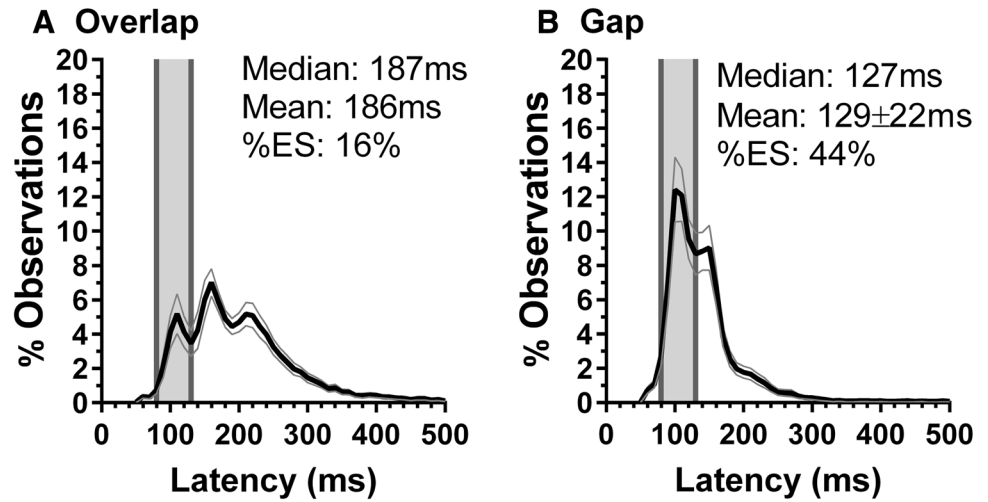 A Overlap
Median: 187ms
Mean: 186ms
%ES: 16%
% Observations
20
18
16
14
12
10
8
6
4
2
0
0 100 200 300 400 500
Latency (ms)
B Gap
Median: 127ms
Mean: 129±22ms
%ES: 44%
% Observations
20
18
16
14
12
10
8
6
4
2
0
0 100 200 300 400 500
Latency (ms)